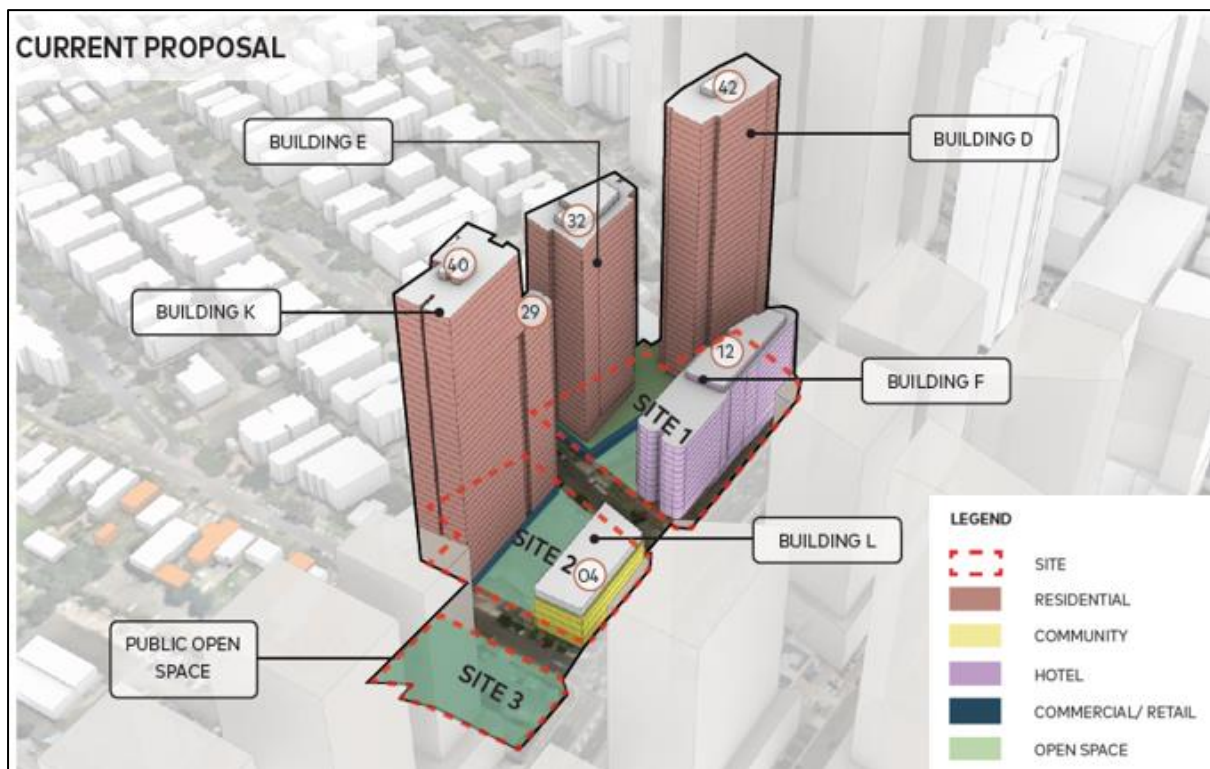 CURRENT PROPOSAL
42
BUILDING E
BUILDING D
32
40
BUILDING K
29
12
BUILDING F
SITE 1
SITE 2
BUILDING L
04
PUBLIC OPEN
SPACE
SITE 3
LEGEND
SITE
RESIDENTIAL
COMMUNITY
HOTEL
COMMERCIAL/ RETAIL
OPEN SPACE